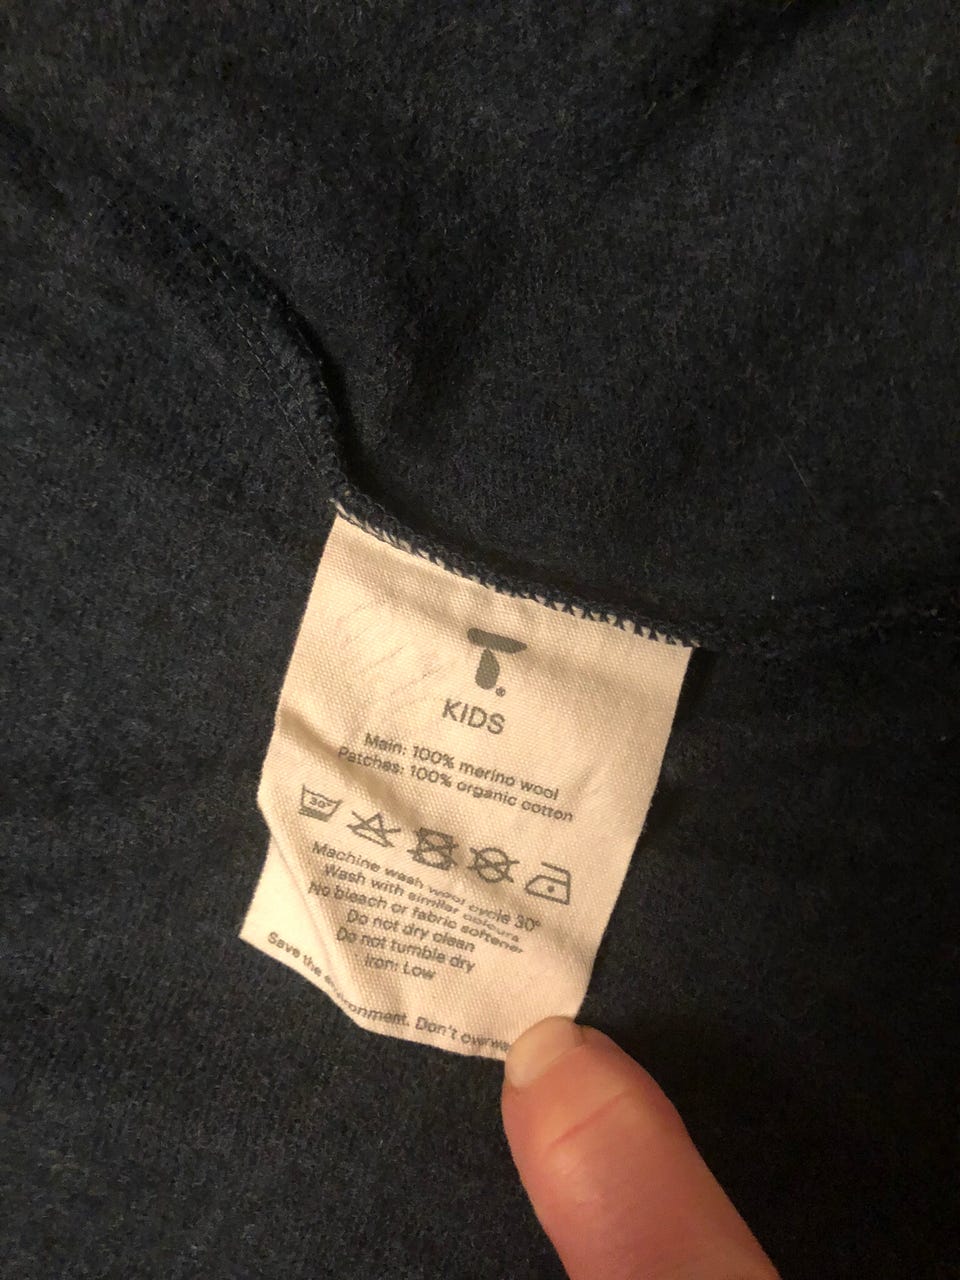 T®
KIDS
Main: 100% merino wool
Patches: 100% organic cotton
30°
Machine wash wool cycle 30°
Wash with similar colours
No bleach or fabric softener
Do not dry clean
Do not tumble dry
Iron Low
Save the environment. Don't